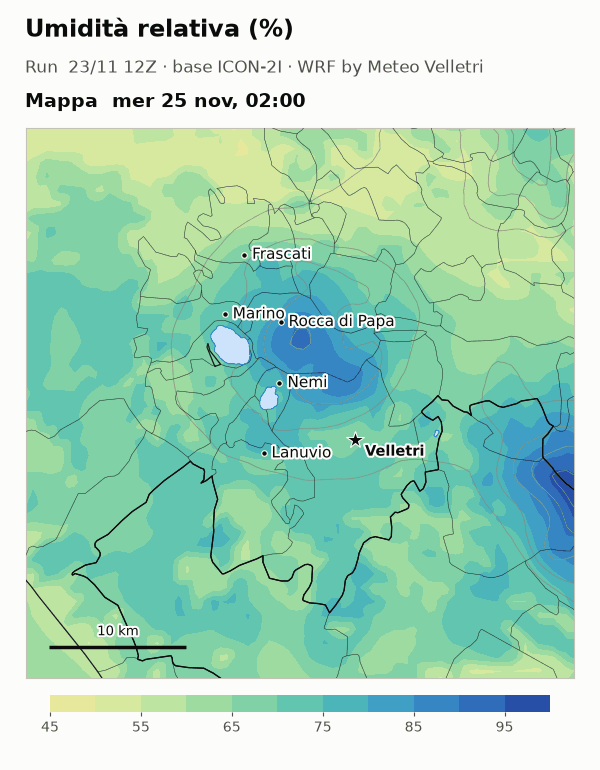 Umidità relativa (%)
Run  23/11 12Z · base ICON-2I · WRF by Meteo Velletri
Mappa  mer 25 nov, 02:00
Frascati
Marino
Rocca di Papa
Nemi
Velletri
Lanuvio
10 km
45 55 65 75 85 95